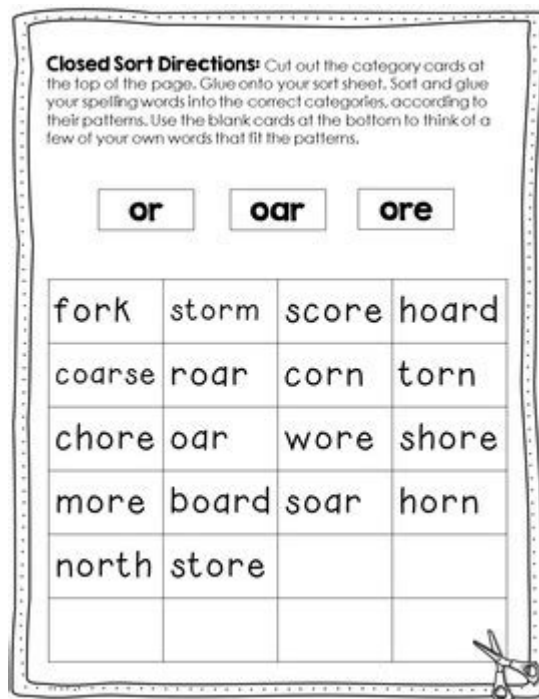 Closed Sort Directions: Cut out the category cards at
the top of the page. Glue onto your sort sheet. Sort and glue
your spelling words into the correct categories, according to
their patterns. Use the blank cards at the bottom to think of a
few of your own words that fit the patterns.
or oar ore
fork storm score hoard
coarse roar corn torn
chore oar wore shore
more board soar horn
north store